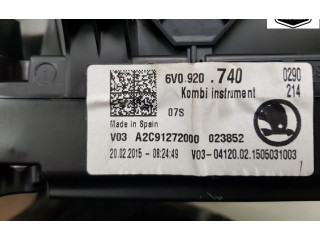 6V0.920 .740 0290
Kombi instrument 214
07S
Made in Spain
V03 A2C91272000 023852
20.02.2015 - 08:24:49 V03-04120.02.1505031003